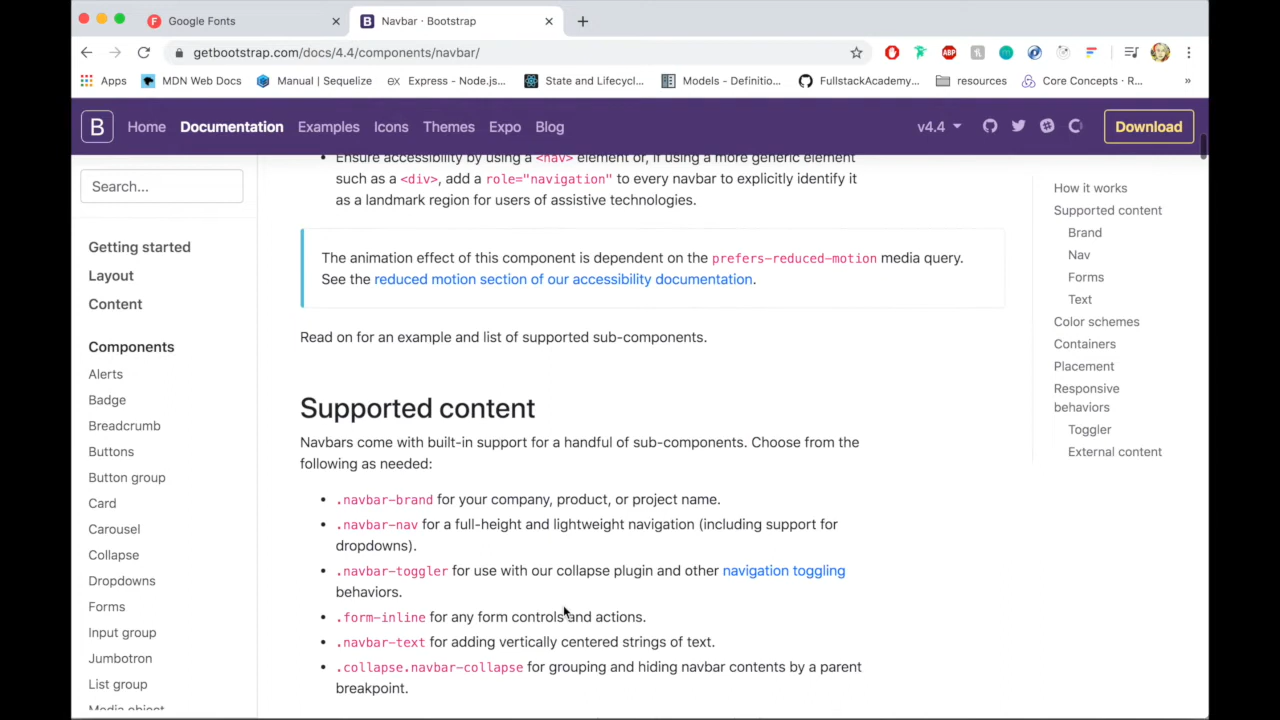 Google Fonts
Navbar · Bootstrap
getbootstrap.com/docs/4.4/components/navbar/
Apps
MDN Web Docs
Manual | Sequelize
ex Express - Node.js...
State and Lifecycl...
Models - Definitio...
FullstackAcademy...
resources
Core Concepts · R...
»
B Home Documentation Examples Icons Themes Expo Blog v4.4 Download
Search...
Getting started
Layout
Content
Components
Alerts
Badge
Breadcrumb
Buttons
Button group
Card
Carousel
Collapse
Dropdowns
Forms
Input group
Jumbotron
List group
Media object
• Ensure accessibility by using a <nav> element or, if using a more generic element
such as a <div>, add a role="navigation" to every navbar to explicitly identify it
as a landmark region for users of assistive technologies.
The animation effect of this component is dependent on the prefers-reduced-motion media query.
See the reduced motion section of our accessibility documentation.
Read on for an example and list of supported sub-components.
Supported content
Navbars come with built-in support for a handful of sub-components. Choose from the
following as needed:
• .navbar-brand for your company, product, or project name.
• .navbar-nav for a full-height and lightweight navigation (including support for
dropdowns).
• .navbar-toggler for use with our collapse plugin and other navigation toggling
behaviors.
• .form-inline for any form controls and actions.
• .navbar-text for adding vertically centered strings of text.
• .collapse.navbar-collapse for grouping and hiding navbar contents by a parent
breakpoint.
How it works
Supported content
Brand
Nav
Forms
Text
Color schemes
Containers
Placement
Responsive
behaviors
Toggler
External content